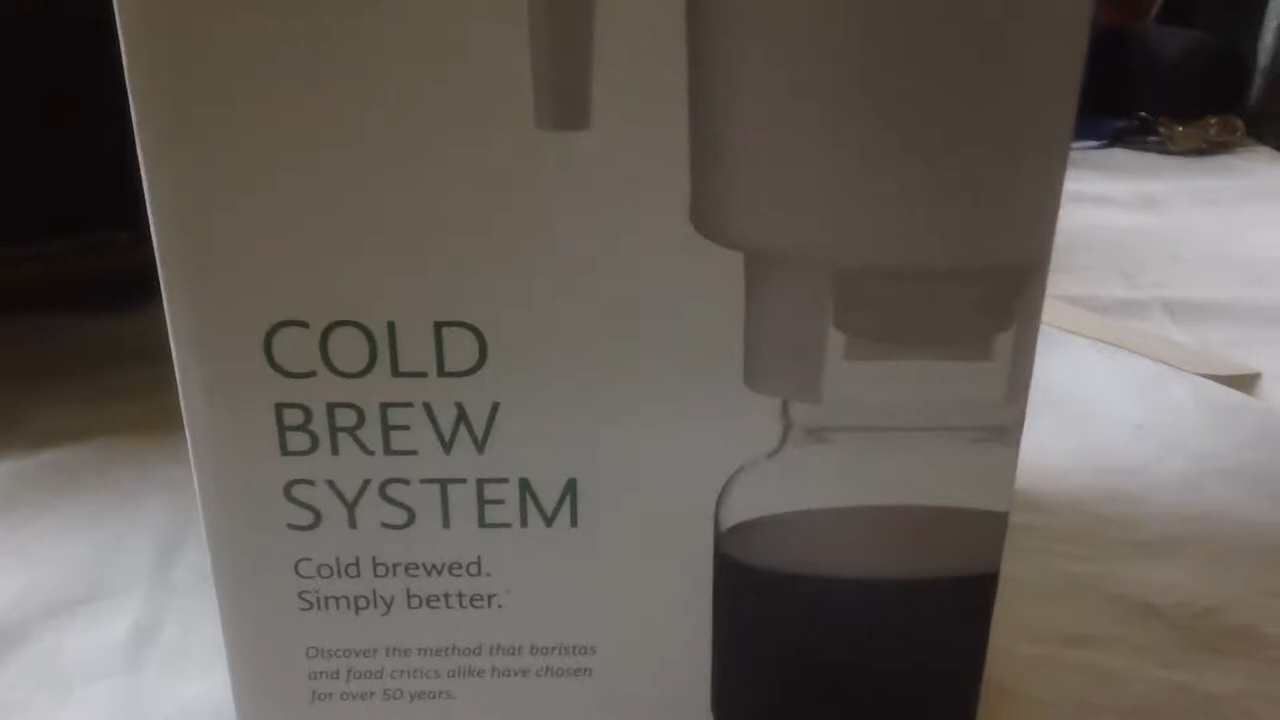 COLD
BREW
SYSTEM
Cold brewed.
Simply better.
Discover the method that baristas
and food critics alike have chosen
for over 50 years.